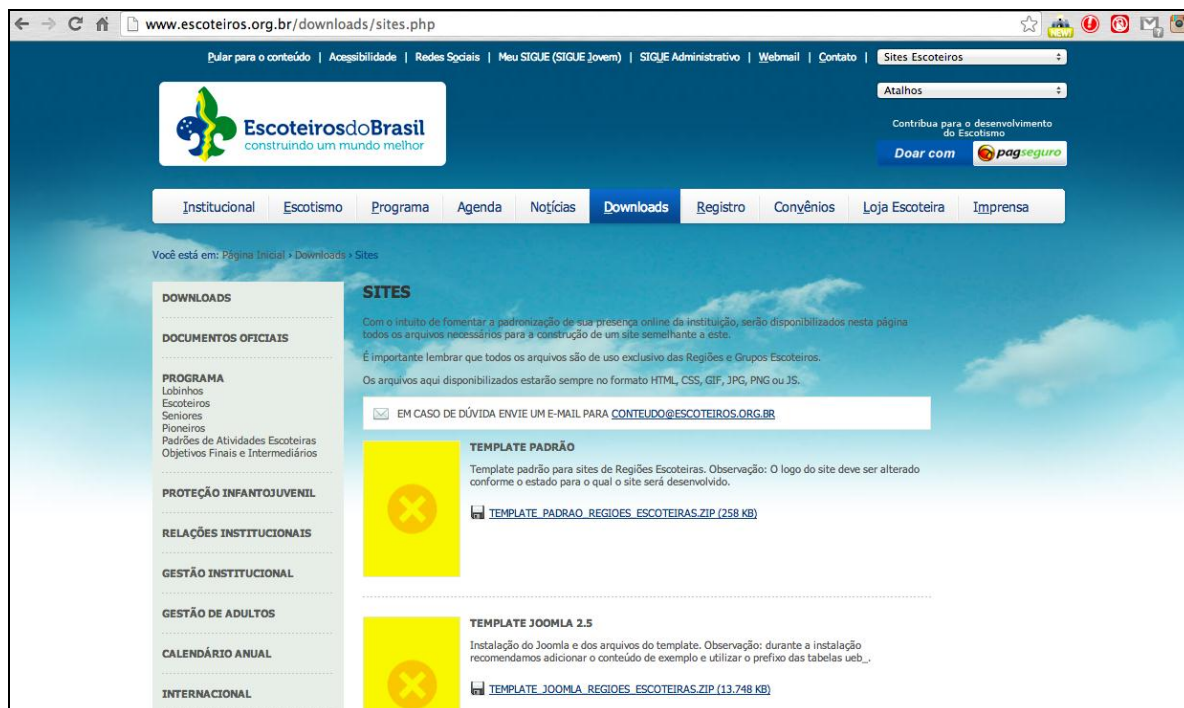 www.escoteiros.org.br/downloads/sites.php
NEW
Pular para o conteúdo | Acessibilidade | Redes Sociais | Meu SIGUE (SIGUE Jovem) | SIGUE Administrativo | Webmail | Contato | Sites Escoteiros
Atalhos
EscoteirosdoBrasil
construindo um mundo melhor
Contribua para o desenvolvimento
do Escotismo
Doar com pagseguro
Institucional Escotismo Programa Agenda Notícias Downloads Registro Convênios Loja Escoteira Imprensa
Você está em: Página Inicial › Downloads › Sites
DOWNLOADS
DOCUMENTOS OFICIAIS
PROGRAMA
Lobinhos
Escoteiros
Seniores
Pioneiros
Padrões de Atividades Escoteiras
Objetivos Finais e Intermediários
PROTEÇÃO INFANTOJUVENIL
RELAÇÕES INSTITUCIONAIS
GESTÃO INSTITUCIONAL
GESTÃO DE ADULTOS
CALENDÁRIO ANUAL
INTERNACIONAL
SITES
Com o intuito de fomentar a padronização de sua presença online da instituição, serão disponibilizados nesta página
todos os arquivos necessários para a construção de um site semelhante a este.
É importante lembrar que todos os arquivos são de uso exclusivo das Regiões e Grupos Escoteiros.
Os arquivos aqui disponibilizados estarão sempre no formato HTML, CSS, GIF, JPG, PNG ou JS.
EM CASO DE DÚVIDA ENVIE UM E-MAIL PARA CONTEUDO@ESCOTEIROS.ORG.BR
TEMPLATE PADRÃO
Template padrão para sites de Regiões Escoteiras. Observação: O logo do site deve ser alterado
conforme o estado para o qual o site será desenvolvido.
TEMPLATE_PADRAO_REGIOES_ESCOTEIRAS.ZIP (258 KB)
TEMPLATE JOOMLA 2.5
Instalação do Joomla e dos arquivos do template. Observação: durante a instalação
recomendamos adicionar o conteúdo de exemplo e utilizar o prefixo das tabelas ueb_.
TEMPLATE_JOOMLA_REGIOES_ESCOTEIRAS.ZIP (13.748 KB)